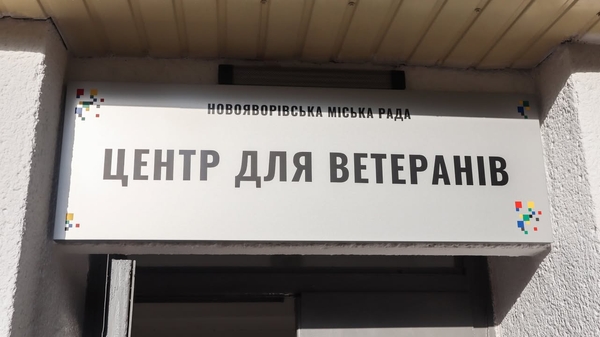 НОВОЯВОРІВСЬКА МІСЬКА РАДА
ЦЕНТР ДЛЯ ВЕТЕРАНІВ